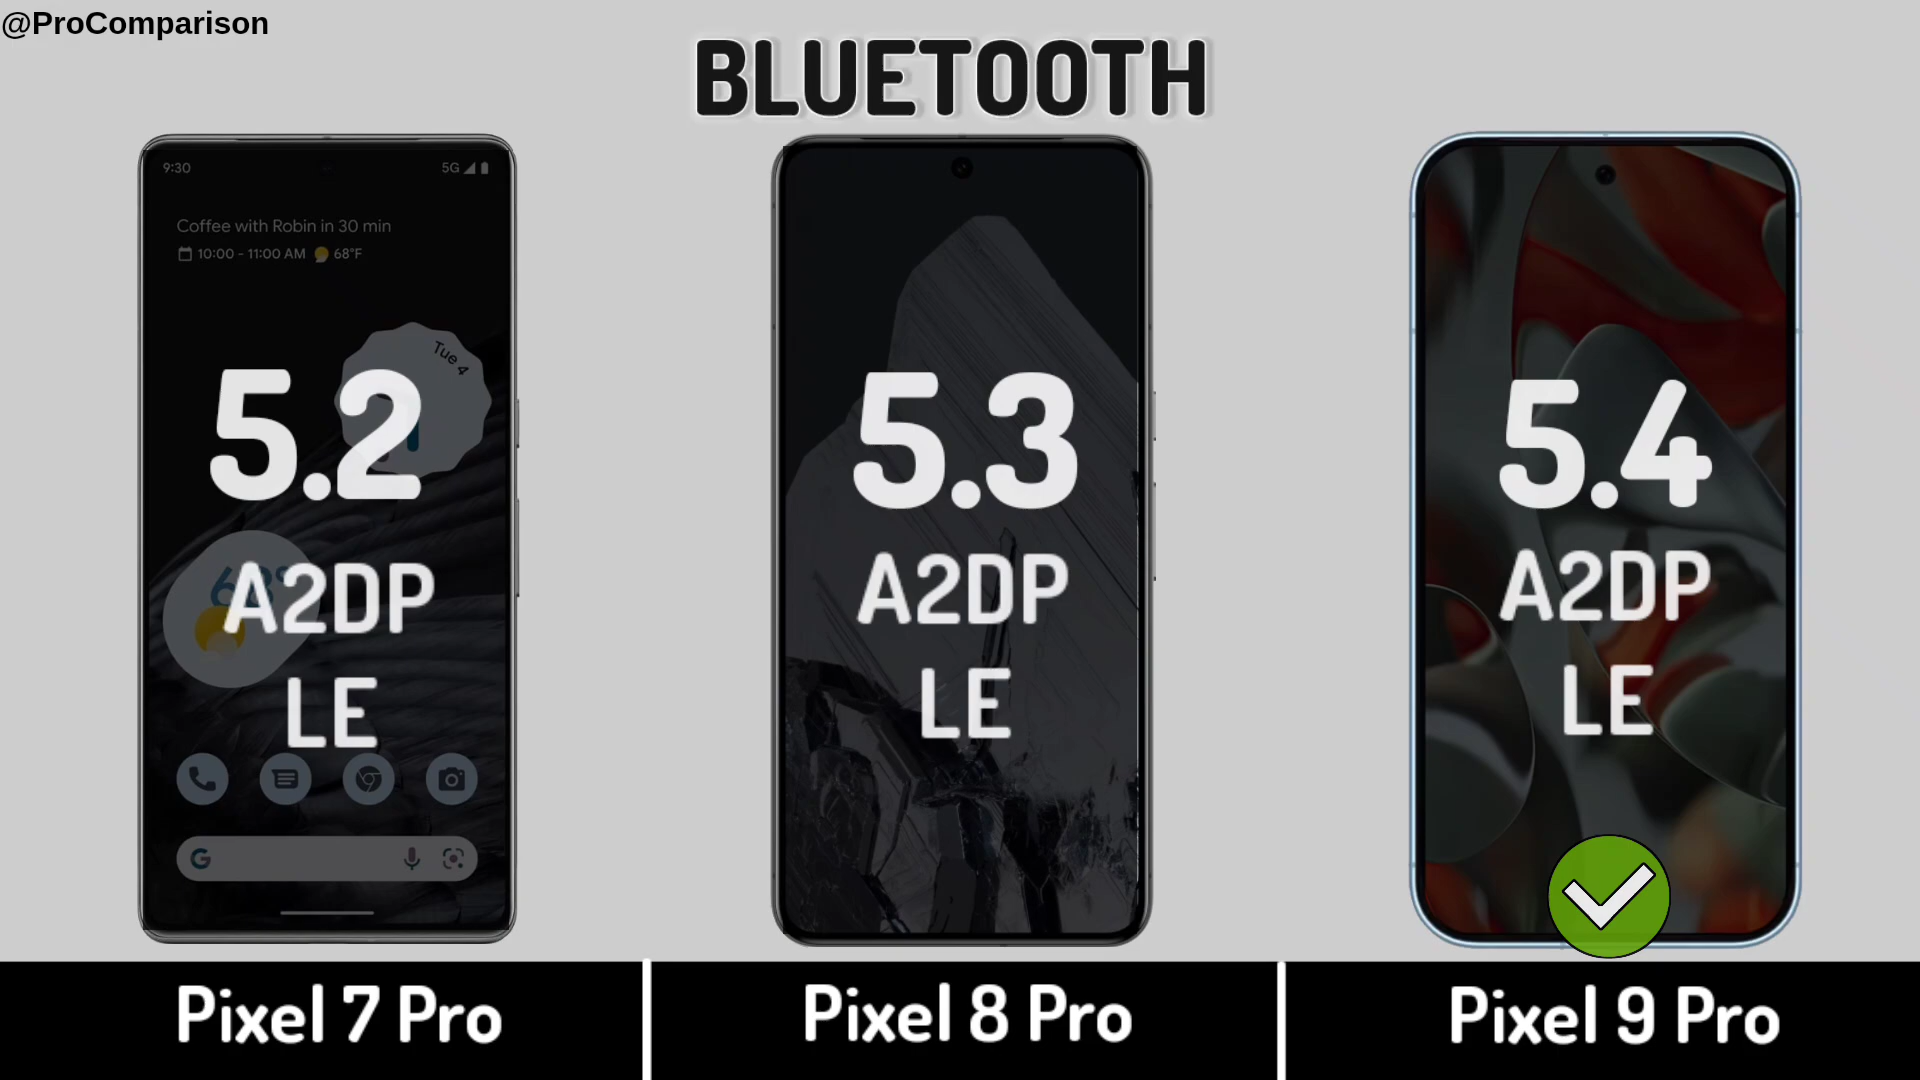 @ProComparison
BLUETOOTH
9:30
5G
Coffee with Robin in 30 min
10:00 - 11:00 AM 68°F
Tue 4
5.2
68°
A2DP
LE
G
Pixel 7 Pro
5.3
A2DP
LE
Pixel 8 Pro
5.4
A2DP
LE
Pixel 9 Pro